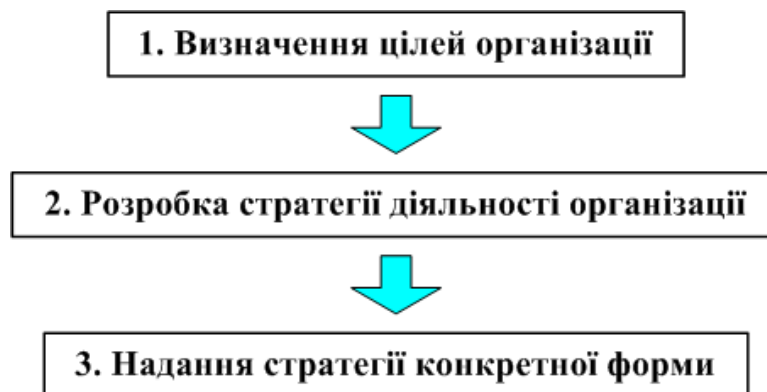 1. Визначення цілей організації
2. Розробка стратегії діяльності організації
3. Надання стратегії конкретної форми